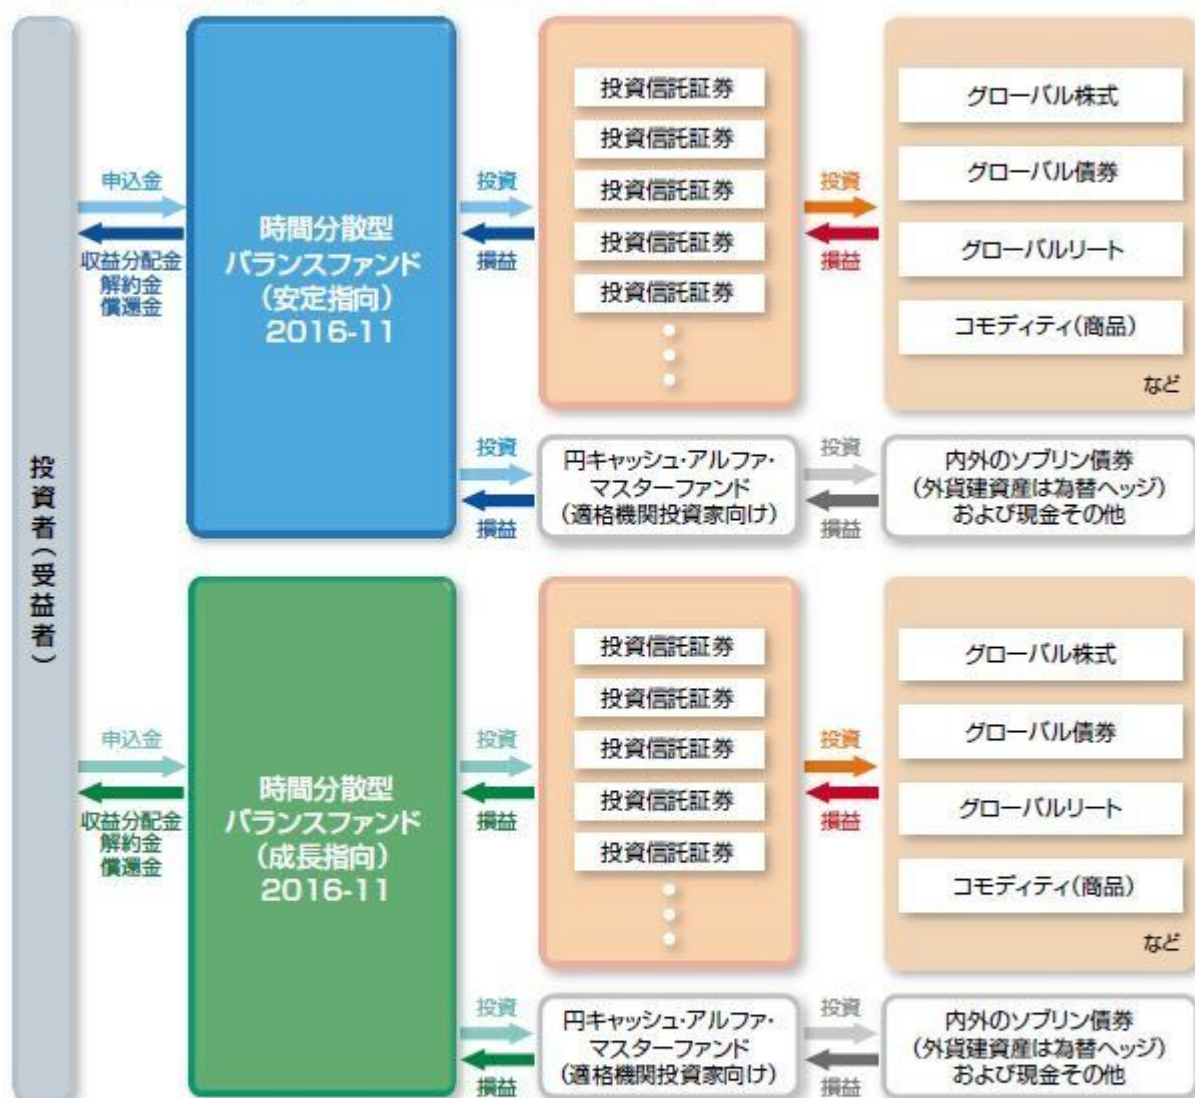 投資者(受益者)
申込金
収益分配金
解約金
償還金
時間分散型
バランスファンド
(安定指向)
2016-11
投資
損益
投資信託証券
投資信託証券
投資信託証券
投資信託証券
投資信託証券
投資
損益
グローバル株式
グローバル債券
グローバルリート
コモディティ(商品)
など
投資
損益
円キャッシュ・アルファ・
マスターファンド
(適格機関投資家向け)
投資
損益
内外のソブリン債券
(外貨建資産は為替ヘッジ)
および現金その他
申込金
収益分配金
解約金
償還金
時間分散型
バランスファンド
(成長指向)
2016-11
投資
損益
投資信託証券
投資信託証券
投資信託証券
投資信託証券
投資信託証券
投資
損益
グローバル株式
グローバル債券
グローバルリート
コモディティ(商品)
など
投資
損益
円キャッシュ・アルファ・
マスターファンド
(適格機関投資家向け)
投資
損益
内外のソブリン債券
(外貨建資産は為替ヘッジ)
および現金その他